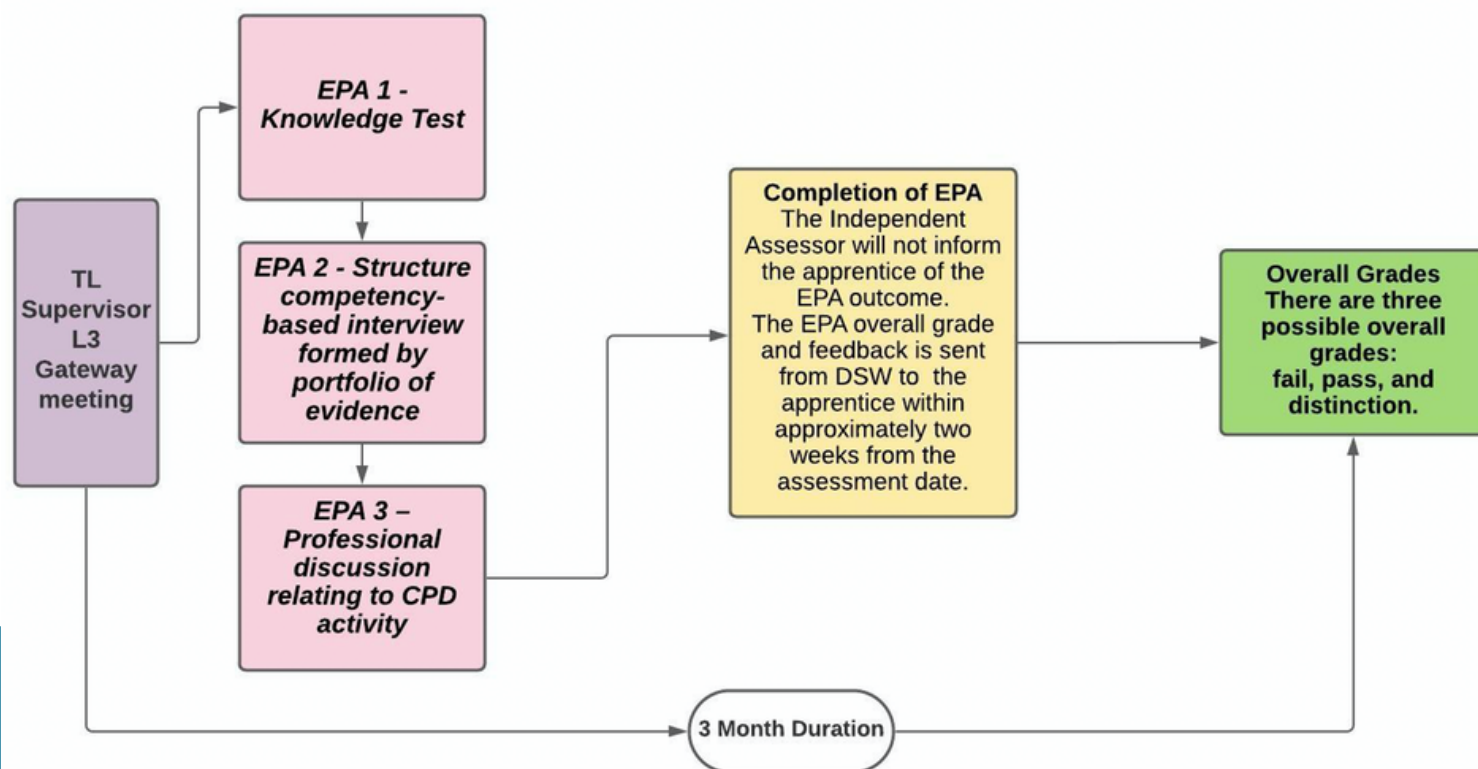 TL
Supervisor
L3
Gateway
meeting
EPA 1 -
Knowledge Test
EPA 2 - Structure
competency-
based interview
formed by
portfolio of
evidence
EPA 3 –
Professional
discussion
relating to CPD
activity
Completion of EPA
The Independent
Assessor will not inform
the apprentice of the
EPA outcome.
The EPA overall grade
and feedback is sent
from DSW to the
apprentice within
approximately two
weeks from the
assessment date.
Overall Grades
There are three
possible overall
grades:
fail, pass, and
distinction.
3 Month Duration